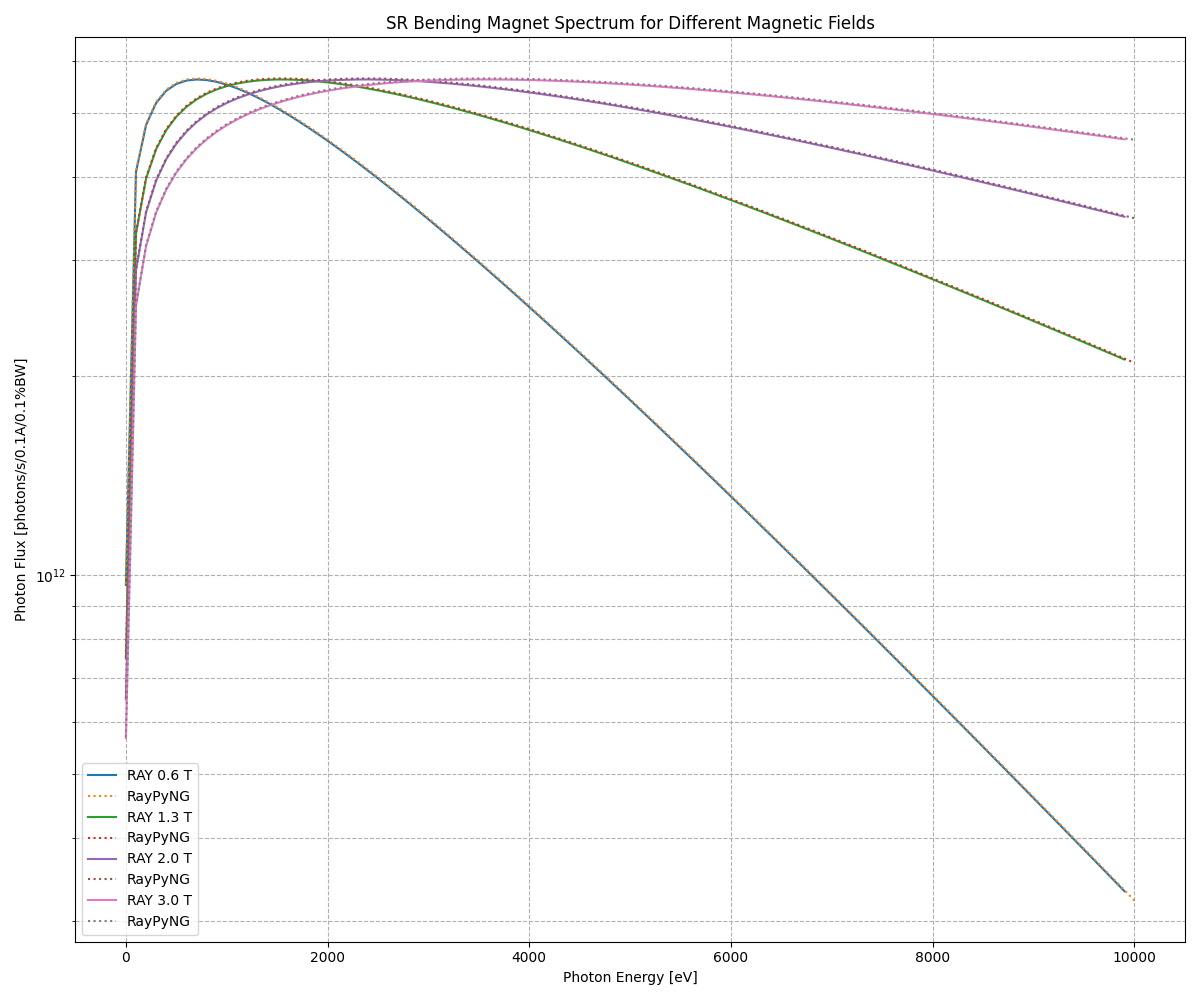 SR Bending Magnet Spectrum for Different Magnetic Fields
Photon Flux [photons/s/0.1A/0.1%BW]
10¹²
RAY 0.6 T
RayPyNG
RAY 1.3 T
RayPyNG
RAY 2.0 T
RayPyNG
RAY 3.0 T
RayPyNG
0 2000 4000 6000 8000 10000
Photon Energy [eV]